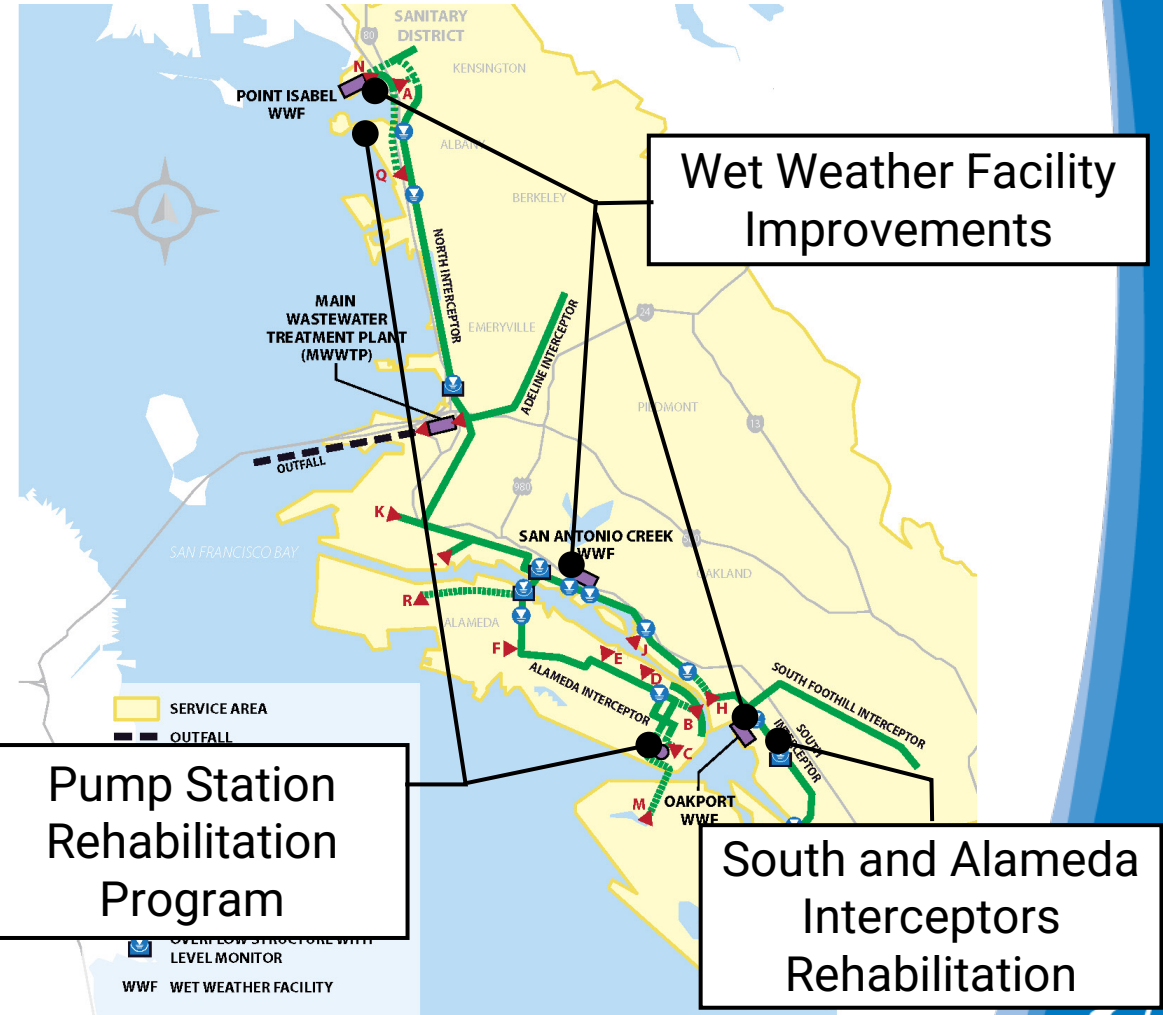 SANITARY
DISTRICT
80
KENSINGTON
N
A
POINT ISABEL
WWF
ALBANY
Q
BERKELEY
Wet Weather Facility
Improvements
NORTH INTERCEPTOR
MAIN
WASTEWATER
TREATMENT PLANT
(MWWTP)
EMERYVILLE
24
ADELINE INTERCEPTOR
PIEDMONT
13
OUTFALL
980
K
SAN ANTONIO CREEK
WWF
SAN FRANCISCO BAY
L
OAKLAND
R
ALAMEDA
F
E
J
D
ALAMEDA INTERCEPTOR
SOUTH FOOTHILL INTERCEPTOR
H
B
C
SOUTH
INTERCEPTOR
M
OAKPORT
WWF
SERVICE AREA
OUTFALL
Pump Station
Rehabilitation
Program
South and Alameda
Interceptors
Rehabilitation
OVERFLOW STRUCTURE WITH
LEVEL MONITOR
WWF WET WEATHER FACILITY